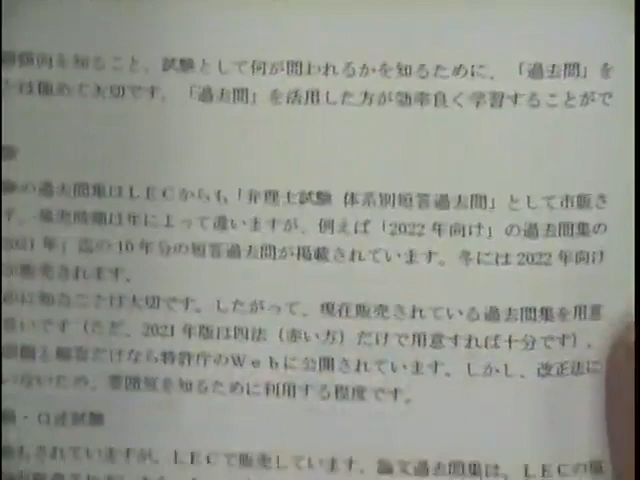 を知ること、試験として何が問われるかを知るために、「過去問」を
とは極めて大切です。「過去問」を活用した方が効率良く学習することがで
の過去問集はLECからも「弁理士試験 体系別短答過去問」として市販さ
す。発売時期は年によって違いますが、例えば「2022年向け」の過去問集の
年」迄の10年分の短答過去問が掲載されています。冬には2022年向け
が販売されます。
ことは大切です。したがって、現在販売されている過去問集を用意
良いです(ただ、2021年版は四法(赤い方)だけで用意すれば十分です)。
問題と解答だけなら特許庁のWebに公開されています。しかし、改正法に
いないため、雰囲気を知るために利用する程度です。
・口述試験
されていますが、LECで販売しています。論文過去問集は、LECの